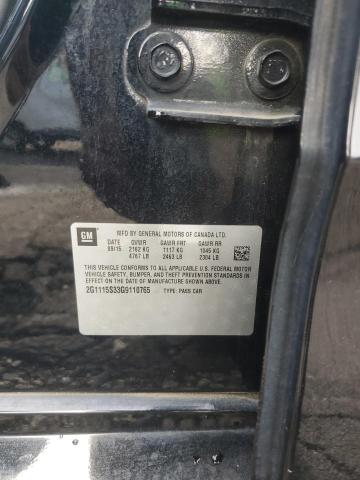 GM
MFD BY GENERAL MOTORS OF CANADA LTD.
DATE GVWR GAWR FRT GAWR RR
09/15 2162 KG 1117 KG 1045 KG
4767 LB 2463 LB 2304 LB
THIS VEHICLE CONFORMS TO ALL APPLICABLE U.S. FEDERAL MOTOR
VEHICLE SAFETY, BUMPER, AND THEFT PREVENTION STANDARDS IN
EFFECT ON THE DATE OF MANUFACTURE SHOWN ABOVE.
2G1115S33G9110765 TYPE: PASS CAR